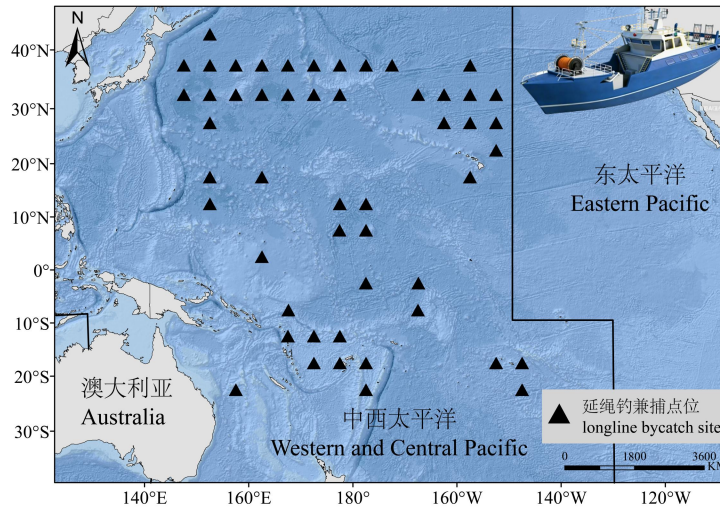 N
40°N
30°N
20°N
10°N
0°
10°S
20°S
30°S
东太平洋
Eastern Pacific
澳大利亚
Australia
中西太平洋
Western and Central Pacific
延绳钓兼捕点位
longline bycatch site
0 1800 3600
KM
140°E 160°E 180° 160°W 140°W 120°W